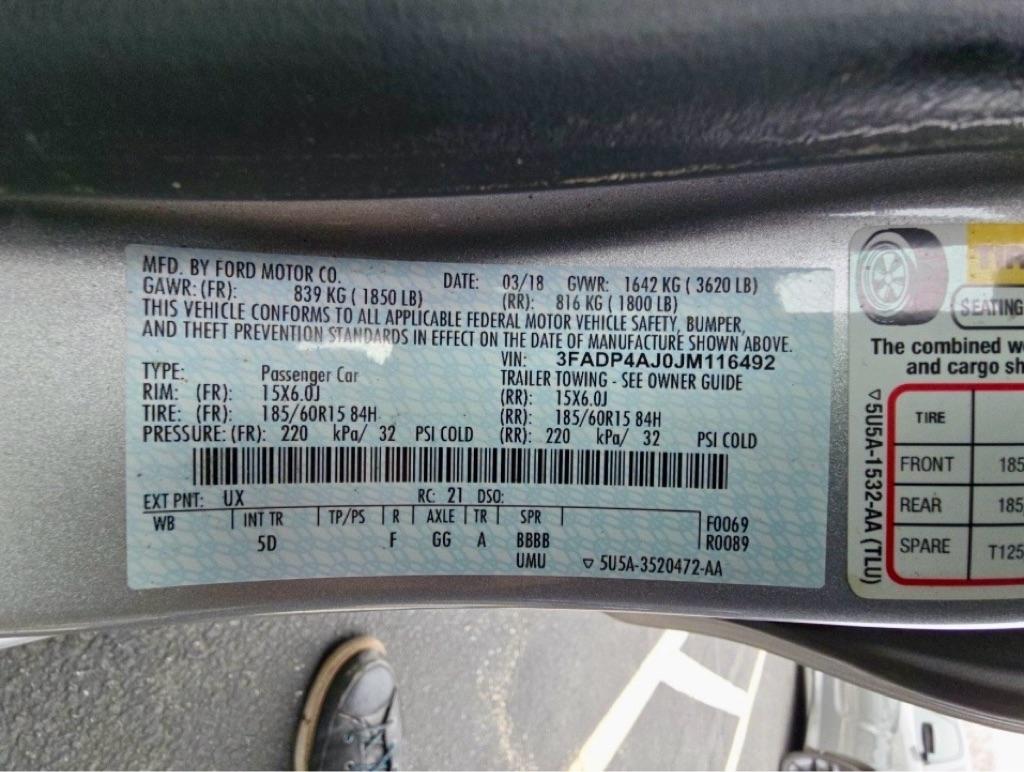 MFD. BY FORD MOTOR CO. DATE: 03/18 GVWR: 1642 KG ( 3620 LB)
GAWR: (FR): 839 KG ( 1850 LB) (RR): 816 KG ( 1800 LB)
THIS VEHICLE CONFORMS TO ALL APPLICABLE FEDERAL MOTOR VEHICLE SAFETY, BUMPER,
AND THEFT PREVENTION STANDARDS IN EFFECT ON THE DATE OF MANUFACTURE SHOWN ABOVE.
VIN: 3FADP4AJ0JM116492
TYPE: Passenger Car TRAILER TOWING - SEE OWNER GUIDE
RIM: (FR): 15X6.0J (RR): 15X6.0J
TIRE: (FR): 185/60R15 84H (RR): 185/60R15 84H
PRESSURE: (FR): 220 kPa/ 32 PSI COLD (RR): 220 kPa/ 32 PSI COLD
EXT PNT: UX RC: 21 DSO:
WB INT TR TP/PS R AXLE TR SPR F0069
5D F GG A BBBB R0089
UMU ▽ 5U5A-3520472-AA
SEATING
The combined
and cargo
▽5U5A-1532-AA (TLU)
TIRE
FRONT 185
REAR 185
SPARE T125